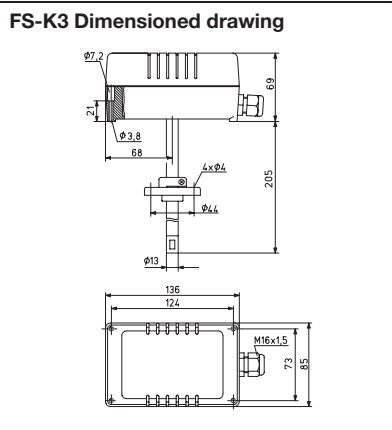 FS-K3 Dimensioned drawing
ϕ7,2
69
21
ϕ3,8
68
4xϕ4
205
ϕ44
ϕ13
136
124
M16x1,5
73
85